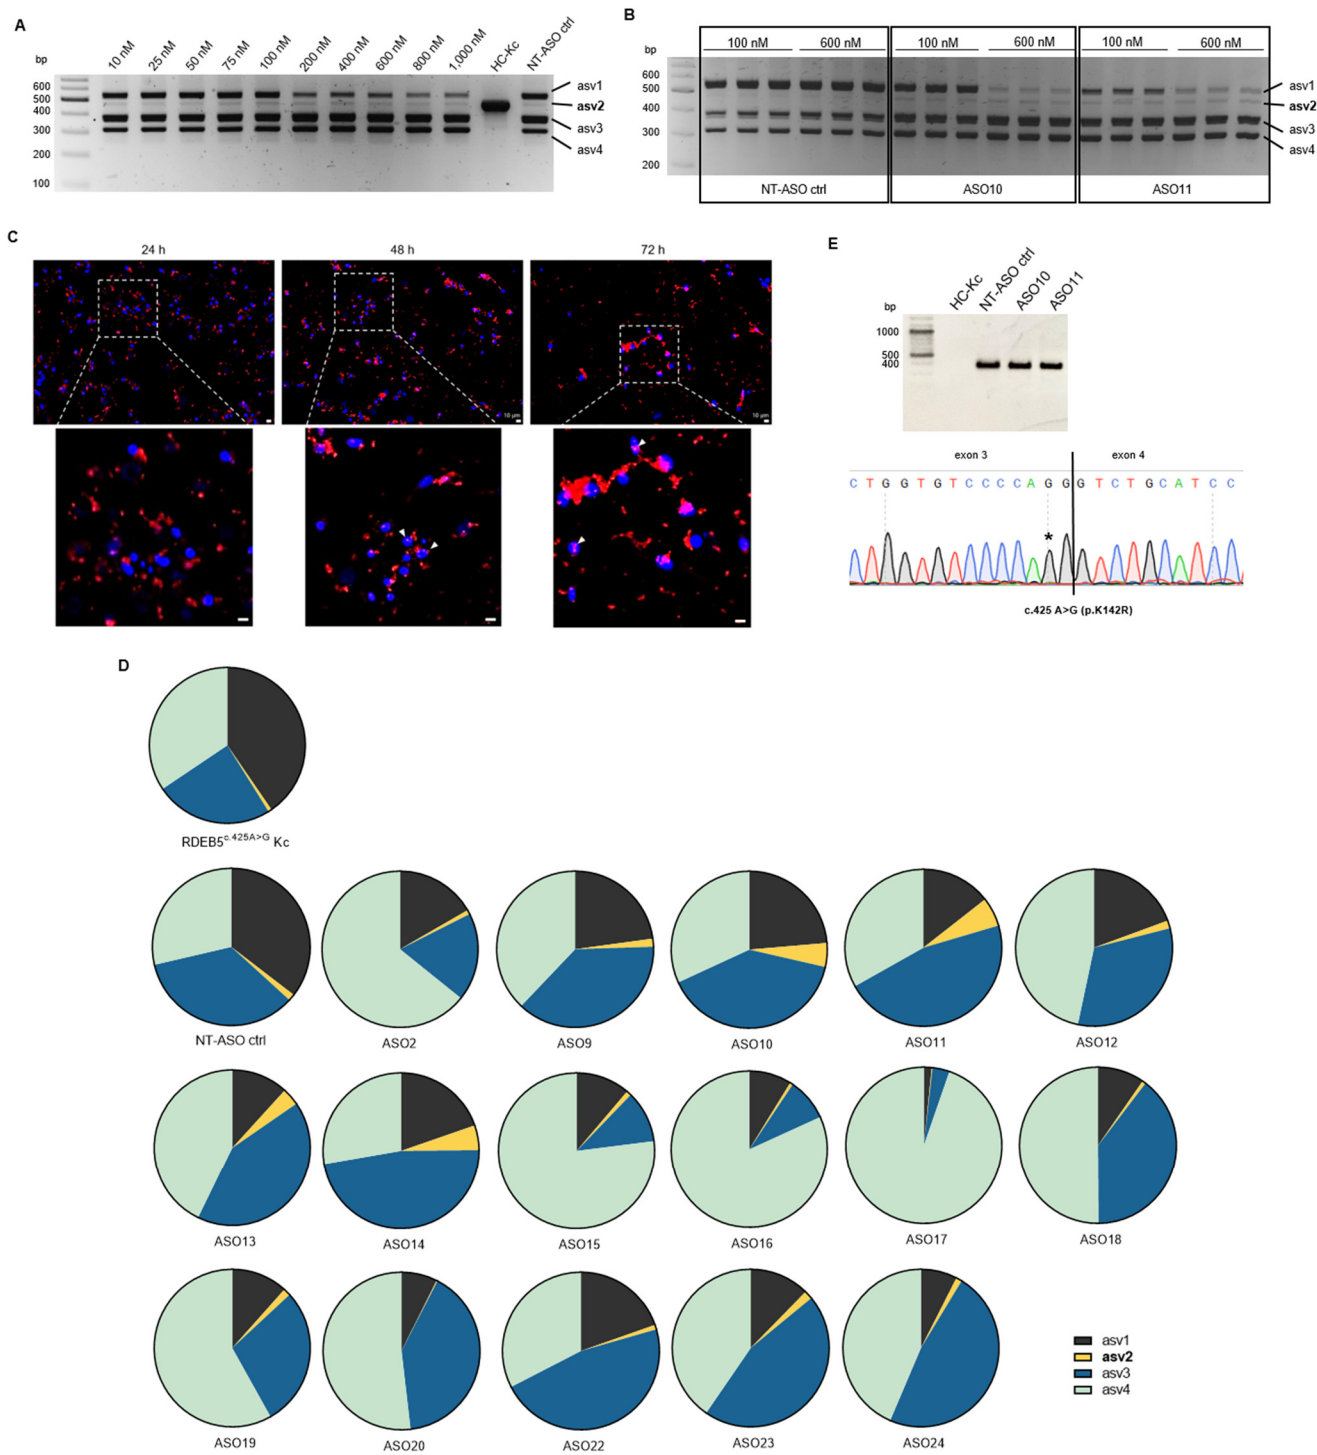 A
bp
10 nM
25 nM
50 nM
75 nM
100 nM
200 nM
400 nM
600 nM
800 nM
1,000 nM
HC-Kc
NT-ASO ctrl
600
500
400
300
200
100
asv1
asv2
asv3
asv4
B
bp
100 nM 600 nM 100 nM 600 nM 100 nM 600 nM
600
500
400
300
200
asv1
asv2
asv3
asv4
NT-ASO ctrl ASO10 ASO11
C
24 h 48 h 72 h
10 µm
10 µm
E
bp
HC-Kc
NT-ASO ctrl
ASO10
ASO11
1000
500
400
exon 3 exon 4
C T G G T G T C C C C A G G G T C T G C A T C C
*
c.425 A>G (p.K142R)
D
RDEB5c.425A>G Kc
NT-ASO ctrl ASO2 ASO9 ASO10 ASO11 ASO12
ASO13 ASO14 ASO15 ASO16 ASO17 ASO18
ASO19 ASO20 ASO22 ASO23 ASO24
asv1
asv2
asv3
asv4